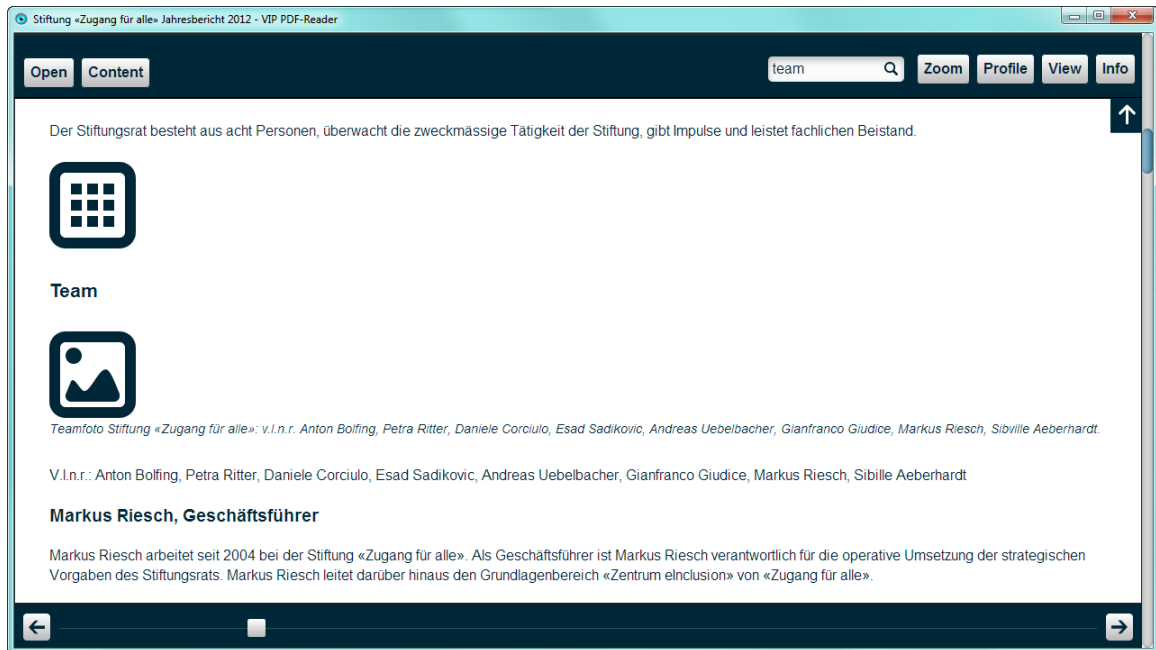 Stiftung «Zugang für alle» Jahresbericht 2012 - VIP PDF-Reader
Open Content team Zoom Profile View Info
Der Stiftungsrat besteht aus acht Personen, überwacht die zweckmässige Tätigkeit der Stiftung, gibt Impulse und leistet fachlichen Beistand.
Team
Teamfoto Stiftung «Zugang für alle»: v.l.n.r. Anton Bolfing, Petra Ritter, Daniele Corciulo, Esad Sadikovic, Andreas Uebelbacher, Gianfranco Giudice, Markus Riesch, Sibville Aeberhardt.
V.l.n.r.: Anton Bolfing, Petra Ritter, Daniele Corciulo, Esad Sadikovic, Andreas Uebelbacher, Gianfranco Giudice, Markus Riesch, Sibille Aeberhardt
Markus Riesch, Geschäftsführer
Markus Riesch arbeitet seit 2004 bei der Stiftung «Zugang für alle». Als Geschäftsführer ist Markus Riesch verantwortlich für die operative Umsetzung der strategischen
Vorgaben des Stiftungsrats. Markus Riesch leitet darüber hinaus den Grundlagenbereich «Zentrum eInclusion» von «Zugang für alle».